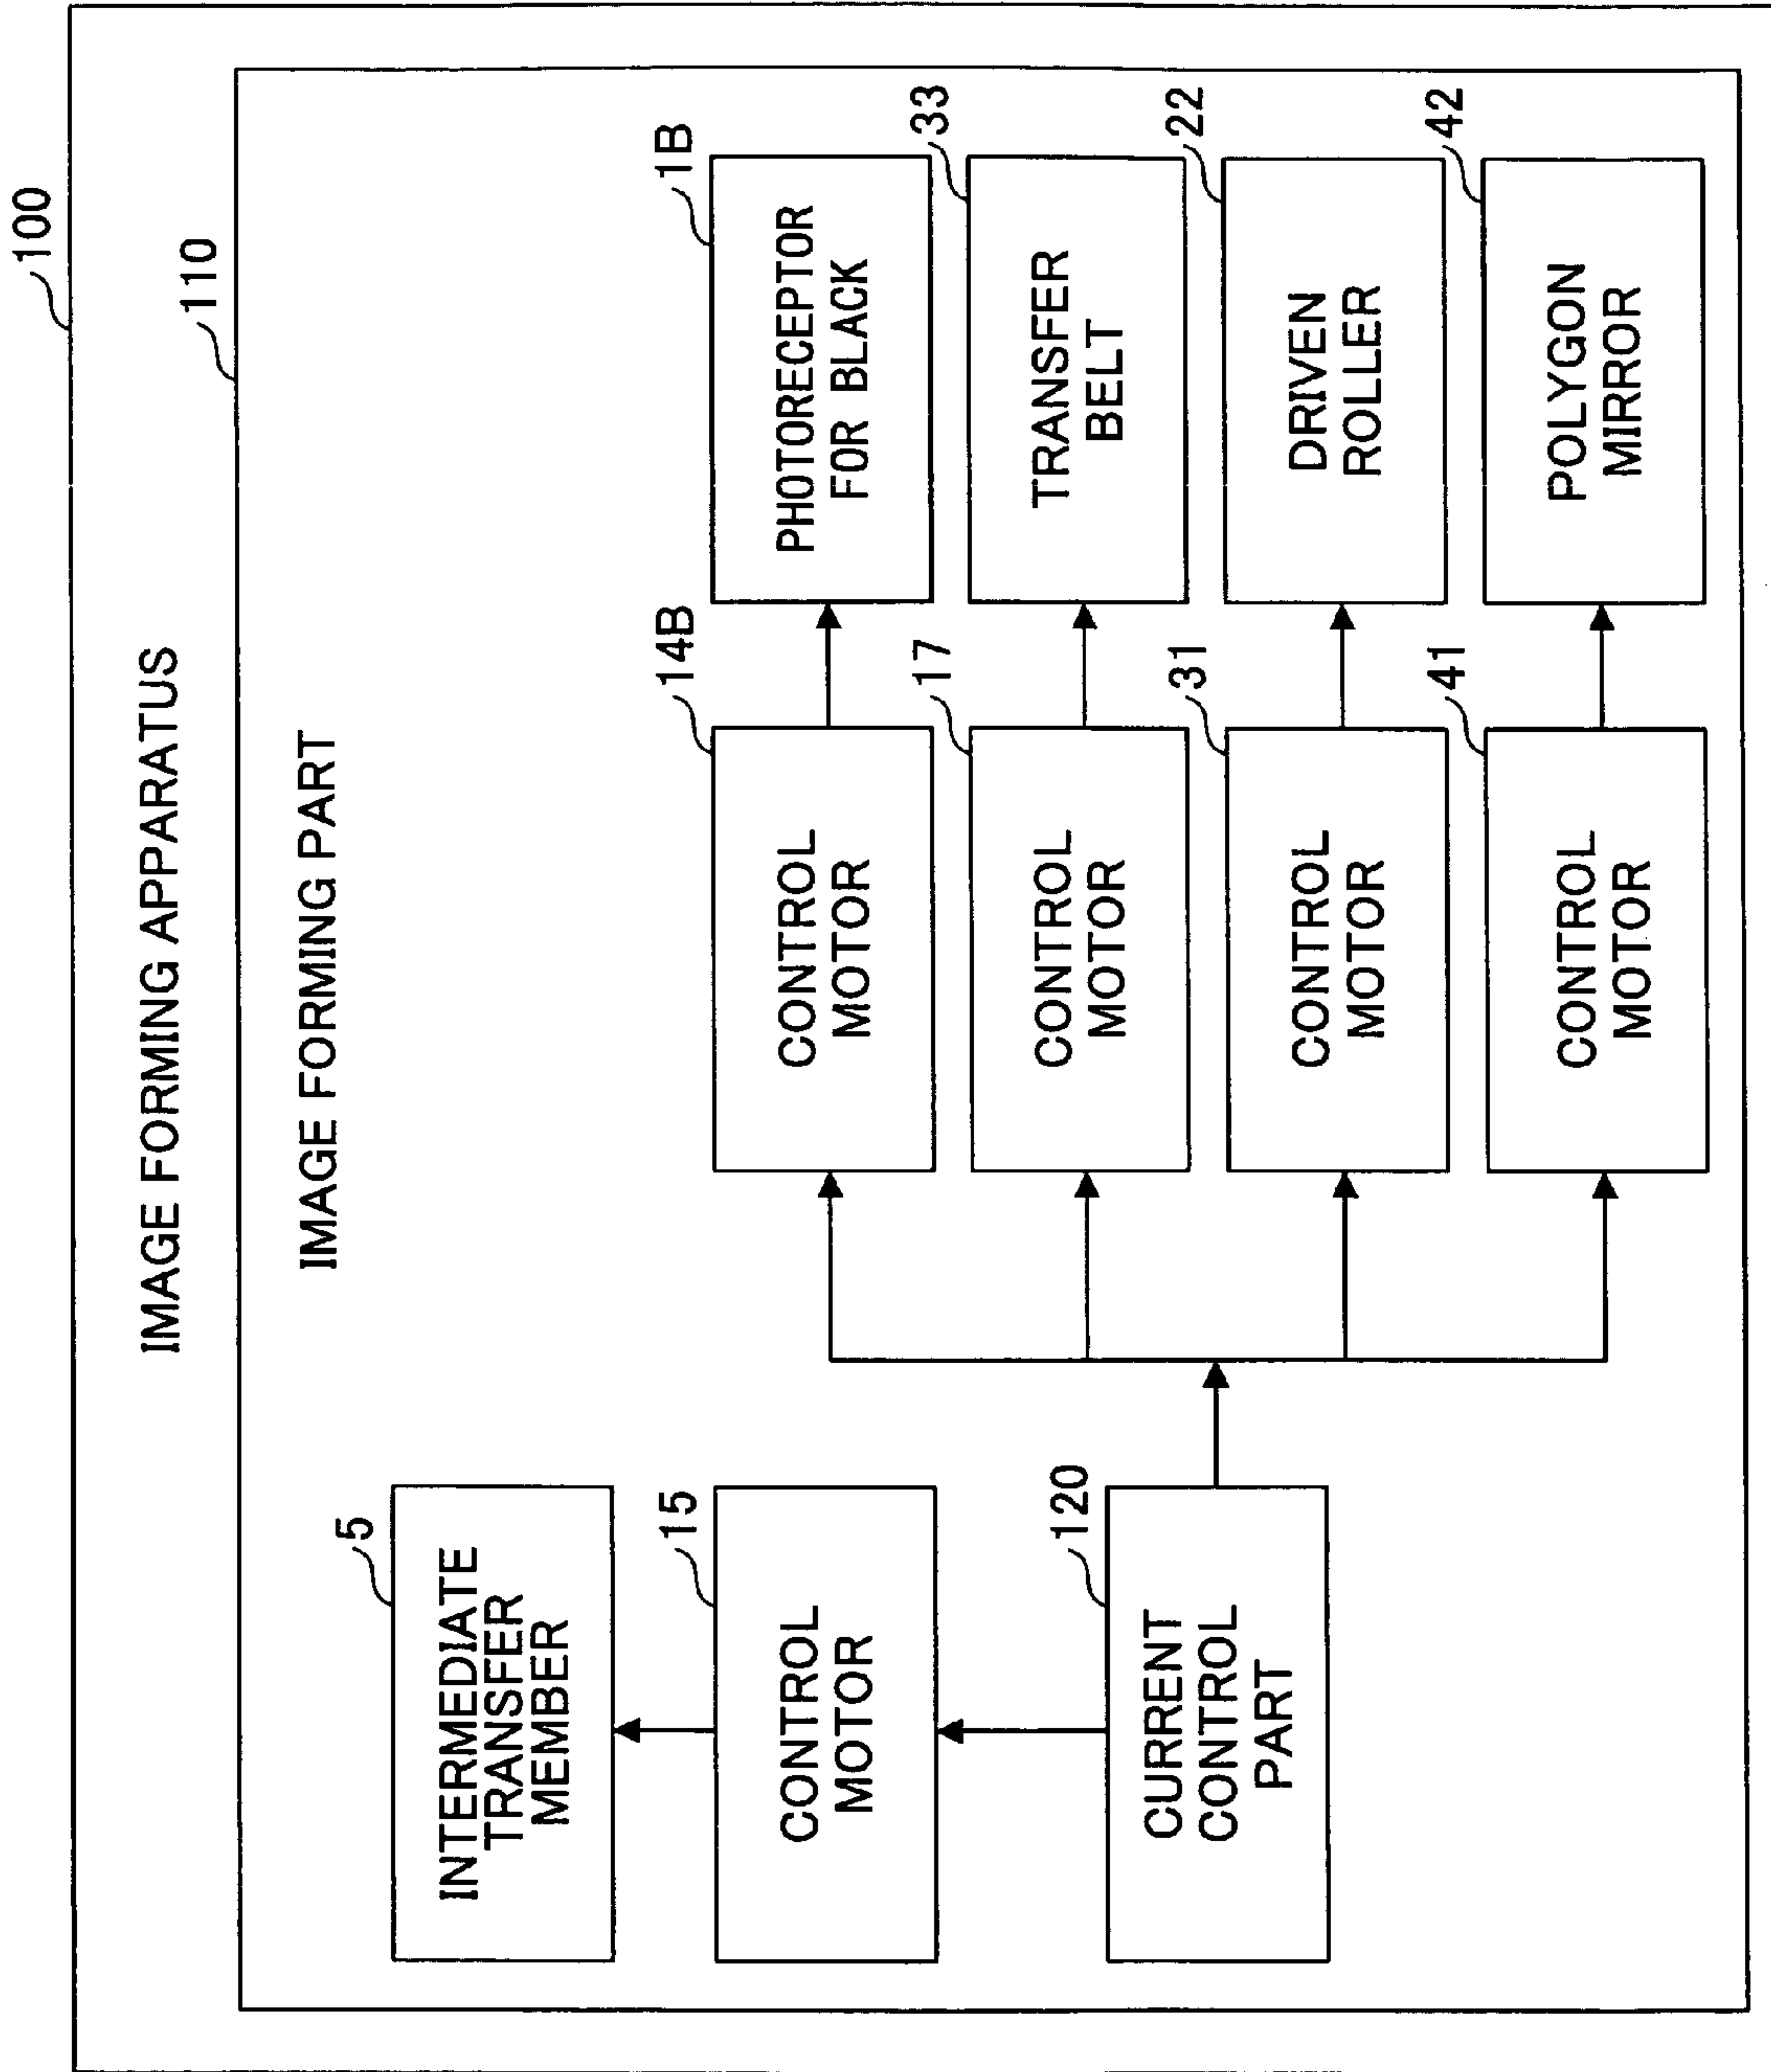 100
IMAGE FORMING APPARATUS
110
IMAGE FORMING PART
5
INTERMEDIATE
TRANSFER
MEMBER
15
CONTROL
MOTOR
120
CURRENT
CONTROL
PART
14B
CONTROL
MOTOR
1B
PHOTORECEPTOR
FOR BLACK
17
CONTROL
MOTOR
33
TRANSFER
BELT
31
CONTROL
MOTOR
22
DRIVEN
ROLLER
41
CONTROL
MOTOR
42
POLYGON
MIRROR